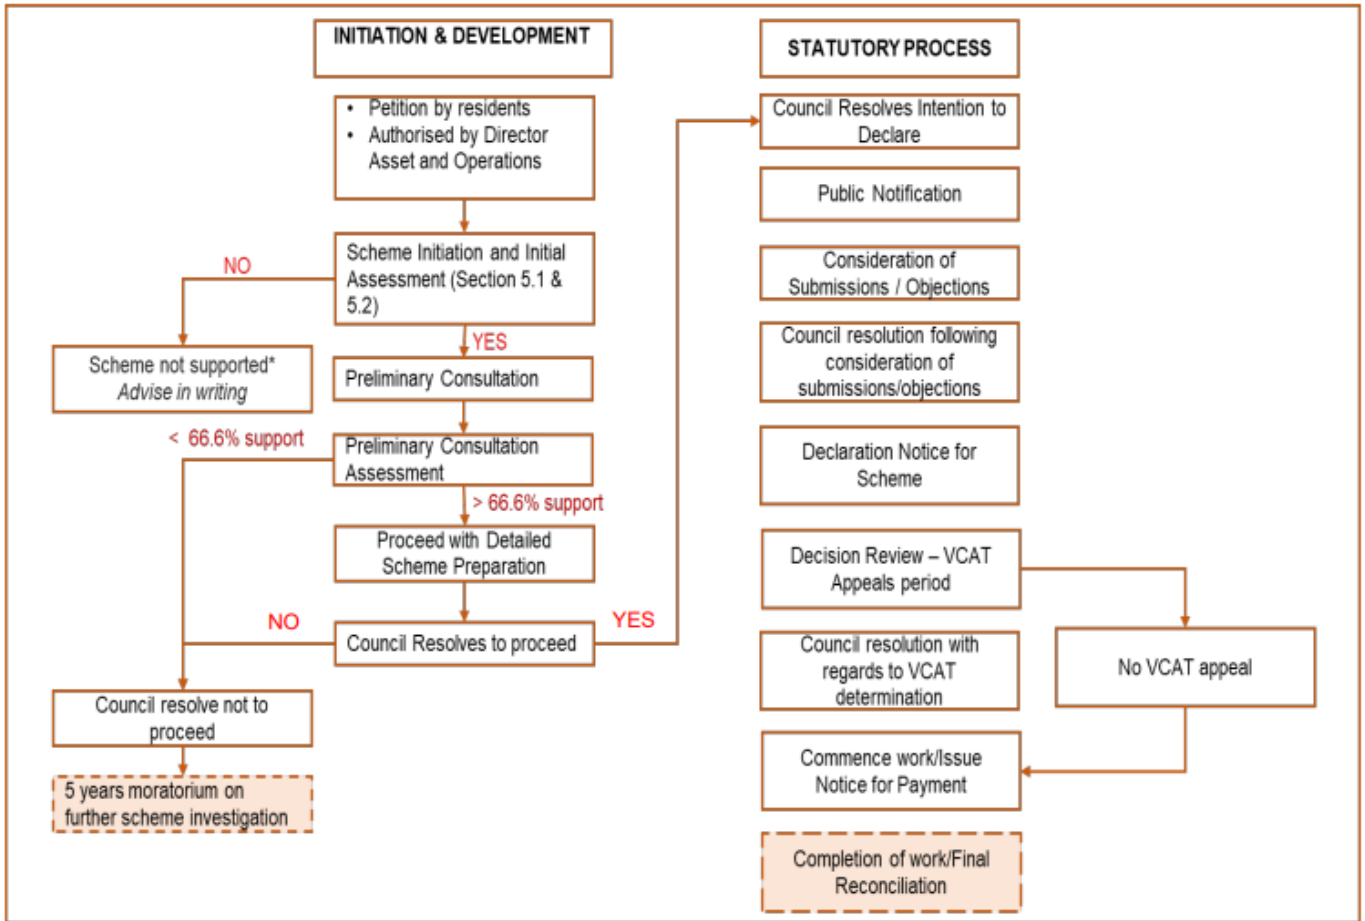 INITIATION & DEVELOPMENT
• Petition by residents
• Authorised by Director
Asset and Operations
Scheme Initiation and Initial
Assessment (Section 5.1 &
5.2)
NO
YES
Scheme not supported*
Advise in writing
Preliminary Consultation
< 66.6% support
Preliminary Consultation
Assessment
> 66.6% support
Proceed with Detailed
Scheme Preparation
NO
YES
Council Resolves to proceed
Council resolve not to
proceed
5 years moratorium on
further scheme investigation
STATUTORY PROCESS
Council Resolves Intention to
Declare
Public Notification
Consideration of
Submissions / Objections
Council resolution following
consideration of
submissions/objections
Declaration Notice for
Scheme
Decision Review – VCAT
Appeals period
Council resolution with
regards to VCAT
determination
No VCAT appeal
Commence work/Issue
Notice for Payment
Completion of work/Final
Reconciliation